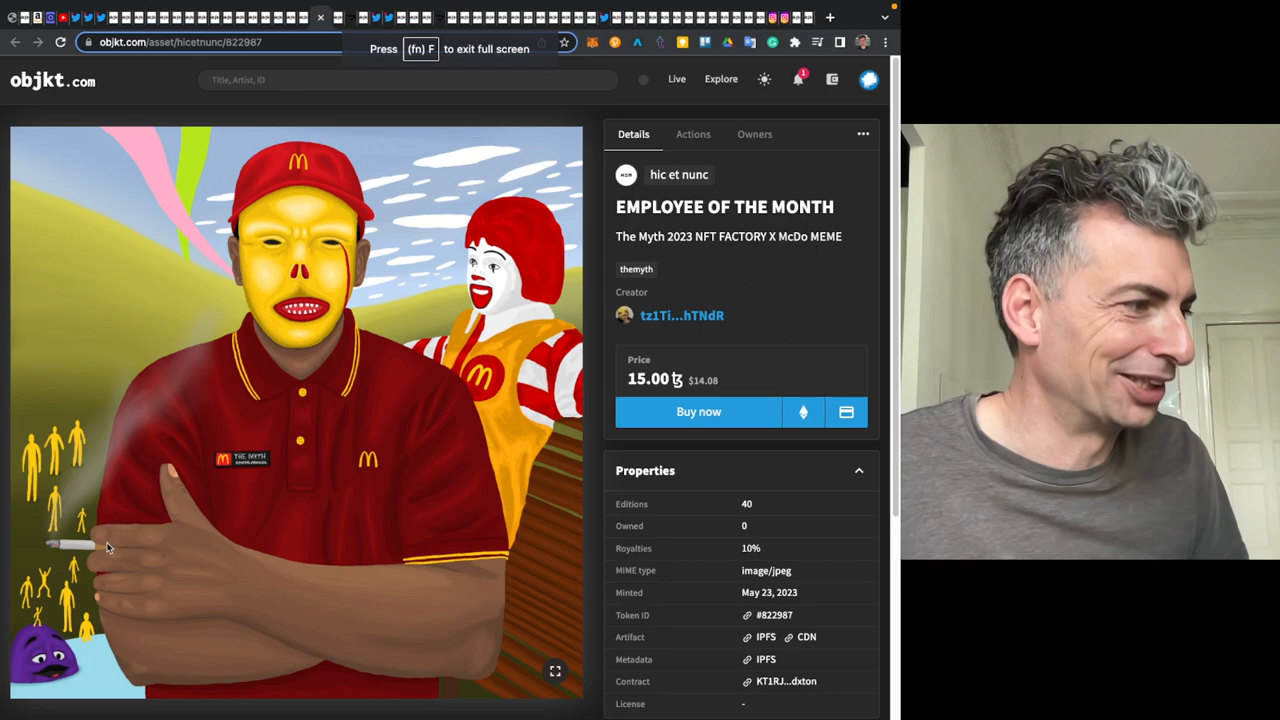 objkt.com/asset/hicetnunc/822987
Press (fn) F to exit full screen
objkt.com
Title, Artist, ID
Live
Explore
1
Details
Actions
Owners
hic et nunc
EMPLOYEE OF THE MONTH
The Myth 2023 NFT FACTORY X McDo MEME
themyth
Creator
tz1Ti...hTNdR
Price
15.00 ꜩ $14.08
Buy now
Properties
Editions 40
Owned 0
Royalties 10%
MIME type image/jpeg
Minted May 23, 2023
Token ID #822987
Artifact IPFS CDN
Metadata IPFS
Contract KT1RJ...dxton
License -
THE MYTH